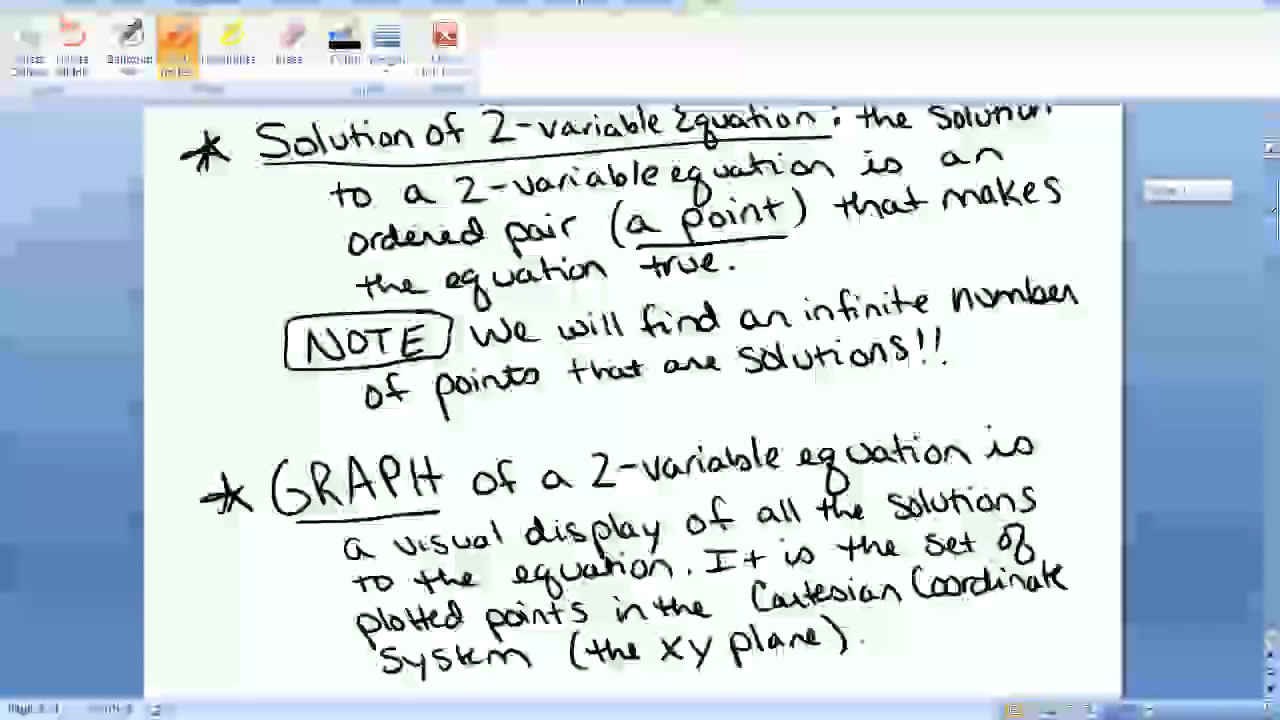 * Solution of 2-variable Equation: the solution
to a 2-variable equation is an
ordered pair (a point) that makes
the equation true.
NOTE We will find an infinite number
of points that are solutions!!
* GRAPH of a 2-variable equation is
a visual display of all the solutions
to the equation. It is the set of
plotted points in the Cartesian Coordinate
System (the xy plane).